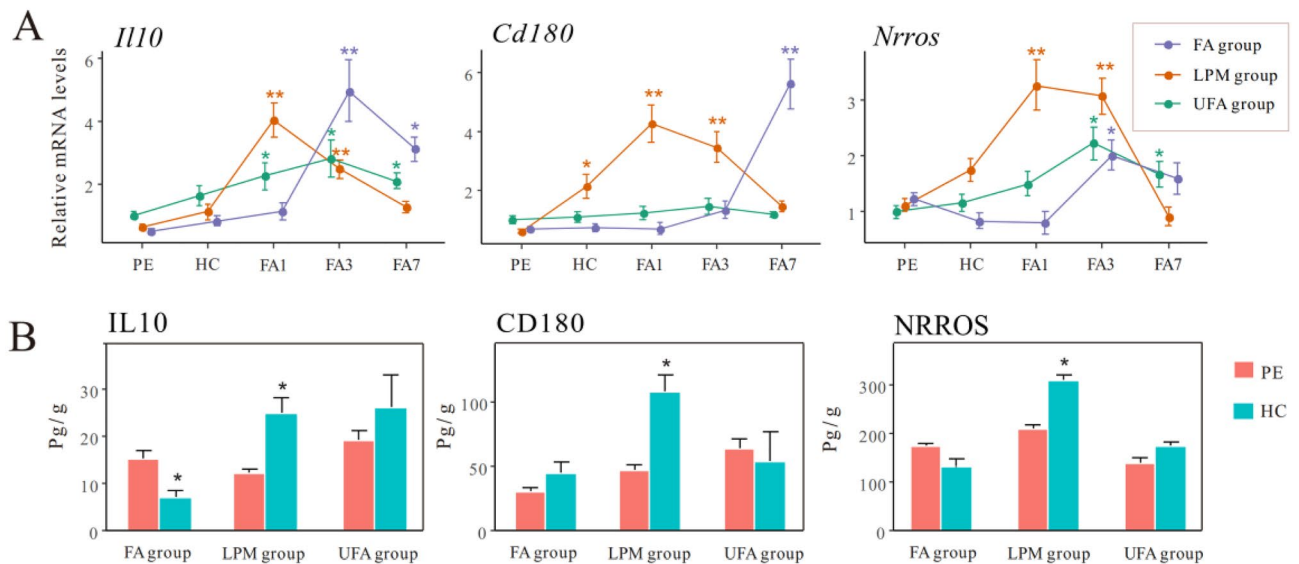 A
Il10
Cd180
Nrros
Relative mRNA levels
6
4
2
** ** ** * * * * *
PE HC FA1 FA3 FA7
6
4
2
* ** ** **
PE HC FA1 FA3 FA7
3
2
1
** ** * * *
PE HC FA1 FA3 FA7
FA group
LPM group
UFA group
B
IL10
CD180
NRROS
Pg/g
30
20
10
0
* *
FA group LPM group UFA group
Pg/g
100
50
0
*
FA group LPM group UFA group
Pg/g
300
200
100
0
*
FA group LPM group UFA group
PE
HC